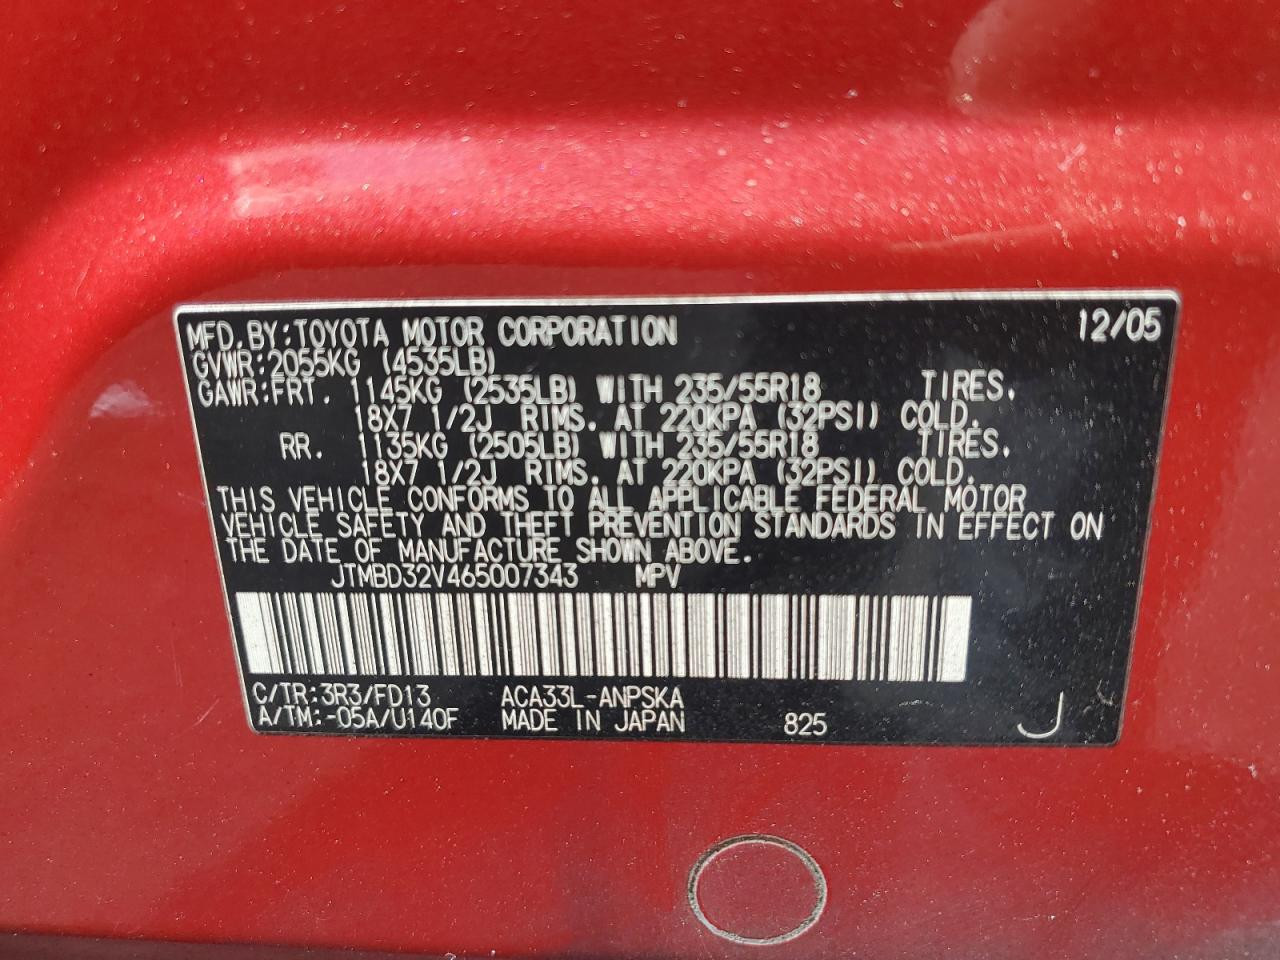 MFD.BY:TOYOTA MOTOR CORPORATION 12/05
GVWR:2055KG (4535LB)
GAWR:FRT. 1145KG (2535LB) WITH 235/55R18 TIRES.
18X7 1/2J RIMS. AT 220KPA (32PSI) COLD.
RR. 1135KG (2505LB) WITH 235/55R18 TIRES.
18X7 1/2J RIMS. AT 220KPA (32PSI) COLD.
THIS VEHICLE CONFORMS TO ALL APPLICABLE FEDERAL MOTOR
VEHICLE SAFETY AND THEFT PREVENTION STANDARDS IN EFFECT ON
THE DATE OF MANUFACTURE SHOWN ABOVE.
JTMBD32V465007343 MPV
C/TR:3R3/FD13 ACA33L-ANPSKA
A/TM:-05A/U140F MADE IN JAPAN 825 J